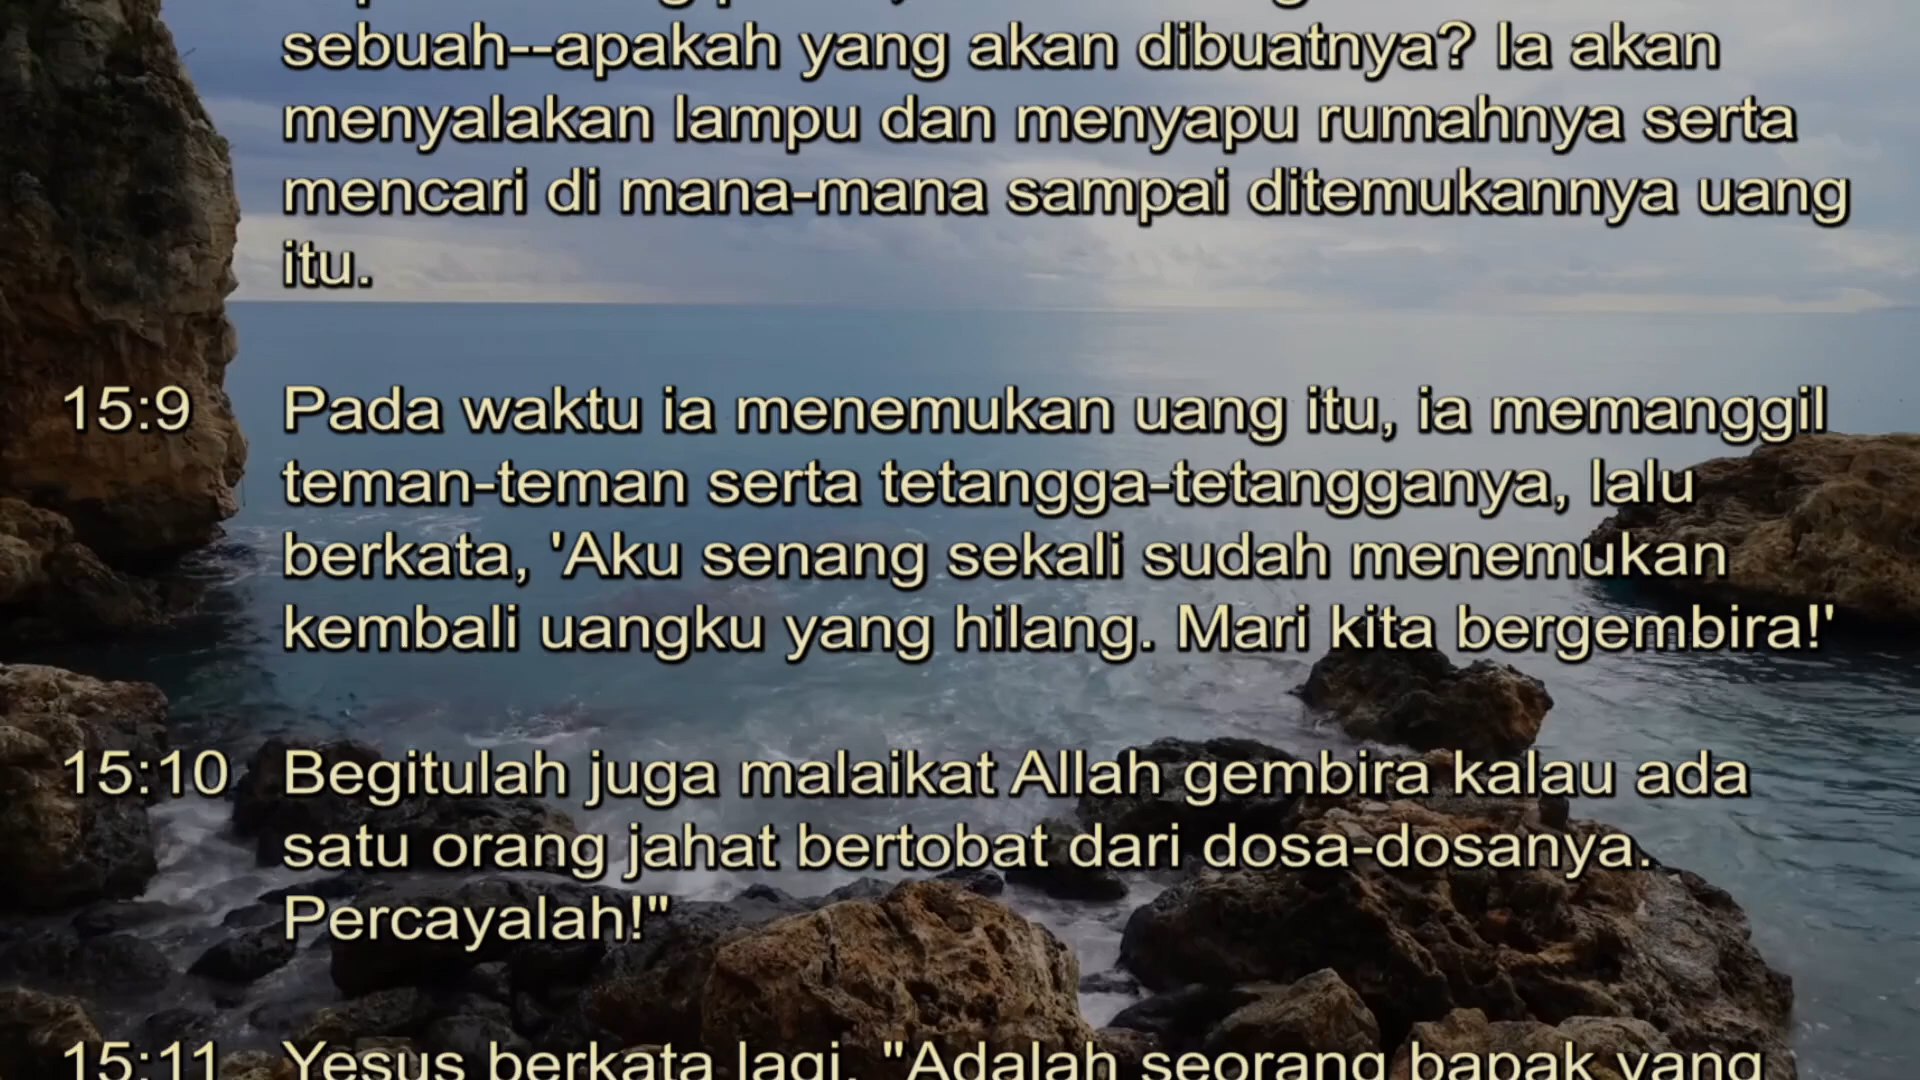 sebuah--apakah yang akan dibuatnya? Ia akan
menyalakan lampu dan menyapu rumahnya serta
mencari di mana-mana sampai ditemukannya uang
itu.
15:9 Pada waktu ia menemukan uang itu, ia memanggil
teman-teman serta tetangga-tetangganya, lalu
berkata, 'Aku senang sekali sudah menemukan
kembali uangku yang hilang. Mari kita bergembira!'
15:10 Begitulah juga malaikat Allah gembira kalau ada
satu orang jahat bertobat dari dosa-dosanya.
Percayalah!"
15:11 Yesus berkata lagi, "Adalah seorang bapak yang